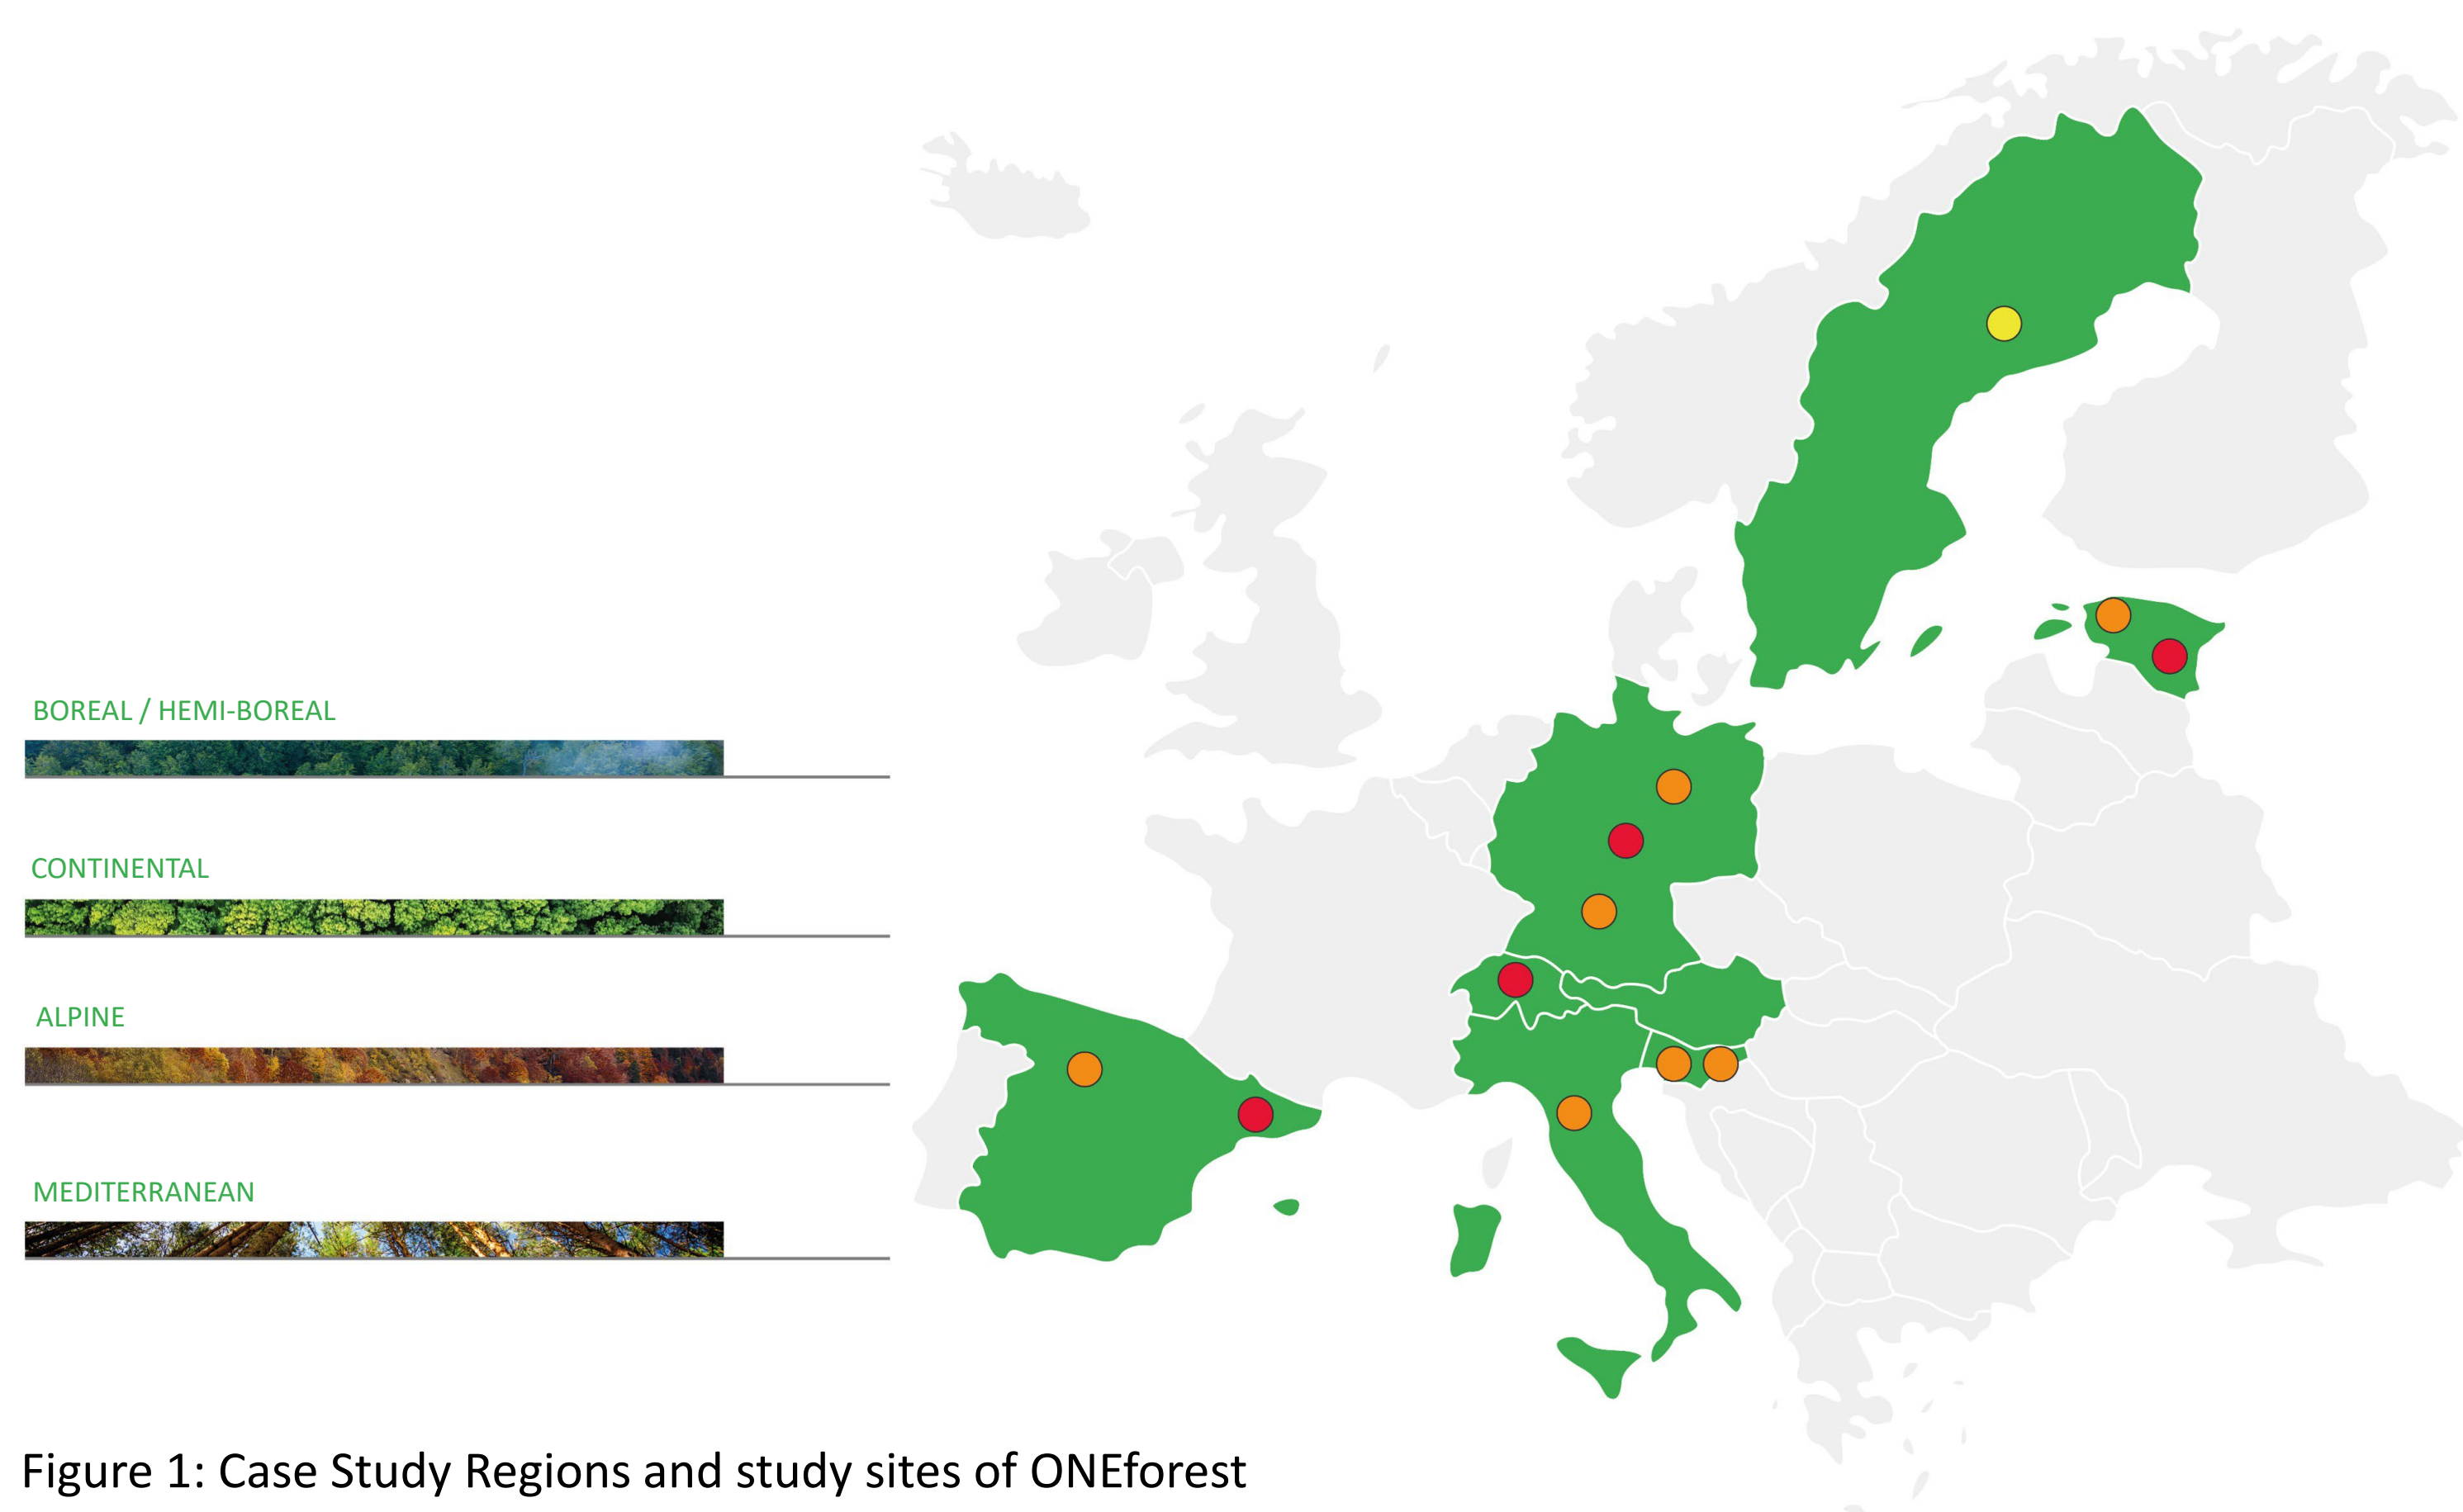 BOREAL / HEMI-BOREAL
CONTINENTAL
ALPINE
MEDITERRANEAN
Figure 1: Case Study Regions and study sites of ONEforest